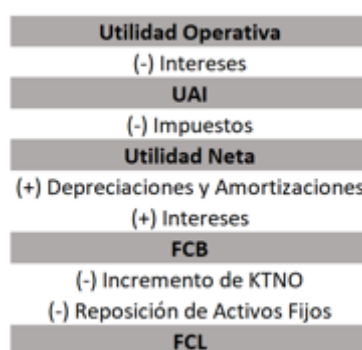 Utilidad Operativa
(-) Intereses
UAI
(-) Impuestos
Utilidad Neta
(+) Depreciaciones y Amortizaciones
(+) Intereses
FCB
(-) Incremento de KTNO
(-) Reposición de Activos Fijos
FCL